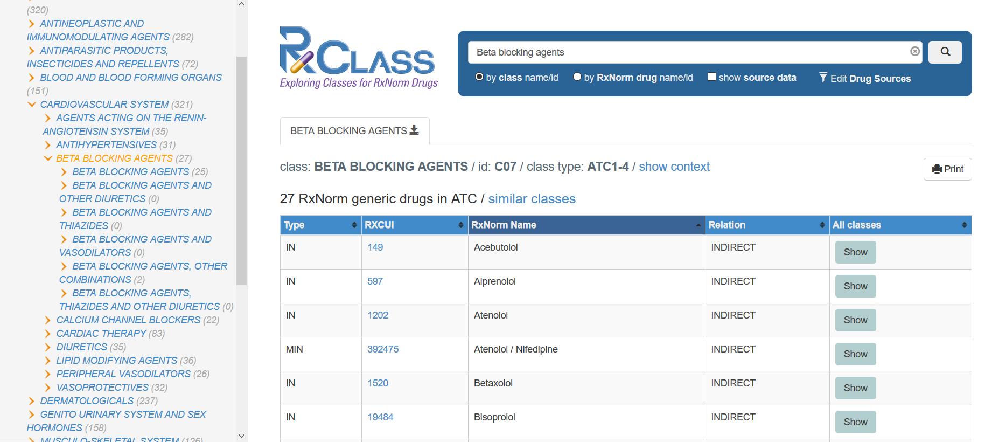 (320)
ANTINEOPLASTIC AND
IMMUNOMODULATING AGENTS (282)
ANTIPARASITIC PRODUCTS,
INSECTICIDES AND REPELLENTS (72)
BLOOD AND BLOOD FORMING ORGANS
(151)
CARDIOVASCULAR SYSTEM (321)
AGENTS ACTING ON THE RENIN-
ANGIOTENSIN SYSTEM (35)
ANTIHYPERTENSIVES (31)
BETA BLOCKING AGENTS (27)
BETA BLOCKING AGENTS (25)
BETA BLOCKING AGENTS AND
OTHER DIURETICS (0)
BETA BLOCKING AGENTS AND
THIAZIDES (0)
BETA BLOCKING AGENTS AND
VASODILATORS (0)
BETA BLOCKING AGENTS, OTHER
COMBINATIONS (2)
BETA BLOCKING AGENTS,
THIAZIDES AND OTHER DIURETICS (0)
CALCIUM CHANNEL BLOCKERS (22)
CARDIAC THERAPY (83)
DIURETICS (35)
LIPID MODIFYING AGENTS (36)
PERIPHERAL VASODILATORS (26)
VASOPROTECTIVES (32)
DERMATOLOGICALS (237)
GENITO URINARY SYSTEM AND SEX
HORMONES (158)
MUSCULO-SKELETAL SYSTEM (126)
RxCLASS
Exploring Classes for RxNorm Drugs
Beta blocking agents
by class name/id by RxNorm drug name/id show source data Edit Drug Sources
BETA BLOCKING AGENTS
class: BETA BLOCKING AGENTS / id: C07 / class type: ATC1-4 / show context
Print
27 RxNorm generic drugs in ATC / similar classes
Type RXCUI RxNorm Name Relation All classes
IN 149 Acebutolol INDIRECT Show
IN 597 Alprenolol INDIRECT Show
IN 1202 Atenolol INDIRECT Show
MIN 392475 Atenolol / Nifedipine INDIRECT Show
IN 1520 Betaxolol INDIRECT Show
IN 19484 Bisoprolol INDIRECT Show